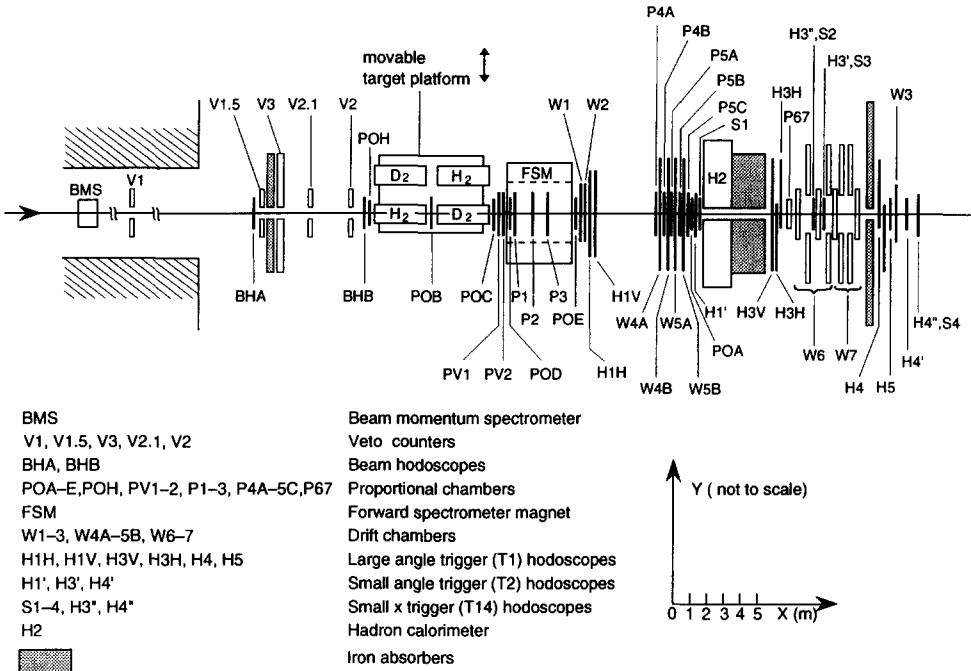 P4A
P4B
H3",S2
movable
target platform
P5A
H3',S3
V1.5 V3 V2.1 V2
W1 W2
P5B
H3H
W3
POH
P5C
P67
S1
D2 H2
FSM
H2
BMS
V1
H2 D2
BHA
BHB
POB
POC
P1
P3
H1V
W4A
W5A
H1'
H3V
H3H
H4",S4
P2
POE
POA
W6
W7
H4'
PV1
PV2
POD
H1H
W4B
W5B
H4
H5
BMS Beam momentum spectrometer
V1, V1.5, V3, V2.1, V2 Veto counters
BHA, BHB Beam hodoscopes
POA–E,POH, PV1–2, P1–3, P4A–5C,P67 Proportional chambers
FSM Forward spectrometer magnet
W1–3, W4A–5B, W6–7 Drift chambers
H1H, H1V, H3V, H3H, H4, H5 Large angle trigger (T1) hodoscopes
H1', H3', H4' Small angle trigger (T2) hodoscopes
S1–4, H3", H4" Small x trigger (T14) hodoscopes
H2 Hadron calorimeter
Iron absorbers
Y ( not to scale)
0 1 2 3 4 5 X (m)